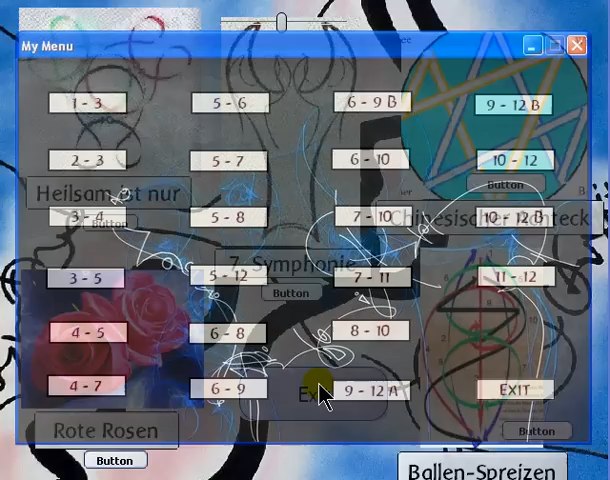 My Menu
1 - 3
5 - 6
6 - 9 B
9 - 12 B
2 - 3
5 - 7
6 - 10
10 - 12
Button
Heilsam ist nur
3 - 4
5 - 8
7 - 10
10 - 12 B
Button
7. Symphonie
3 - 5
5 - 12
7 - 11
11 - 12
Button
4 - 5
6 - 8
8 - 10
4 - 7
6 - 9
9 - 12 A
EXIT
Rote Rosen
Button
Button
Ballen-Spreizen